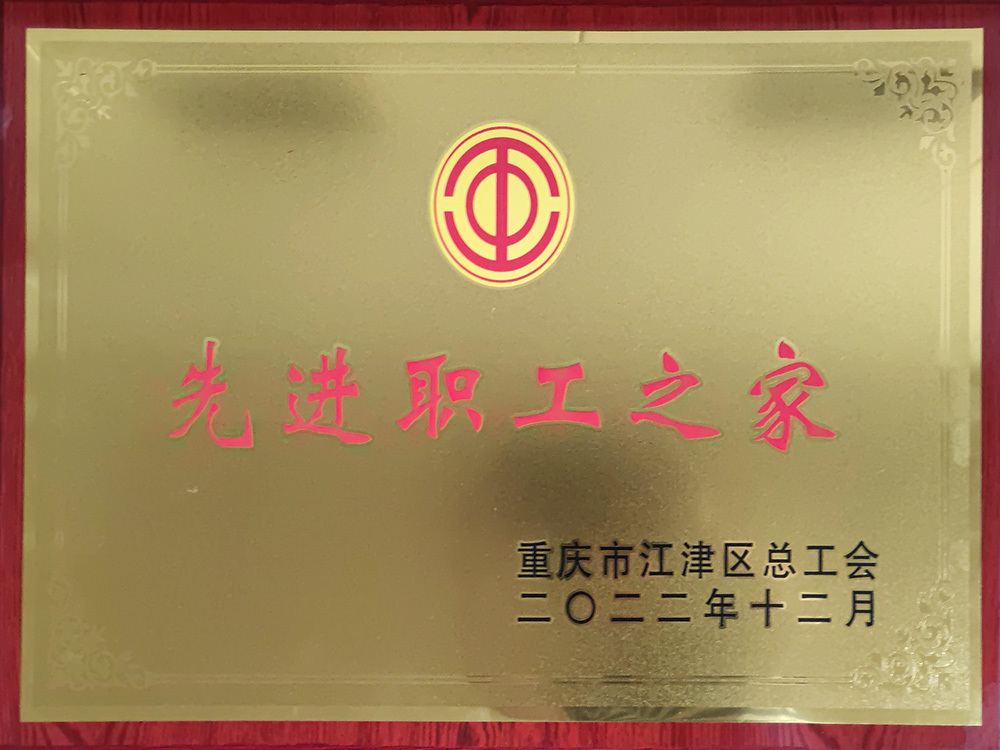 先进职工之家
重庆市江津区总工会
二〇二二年十二月